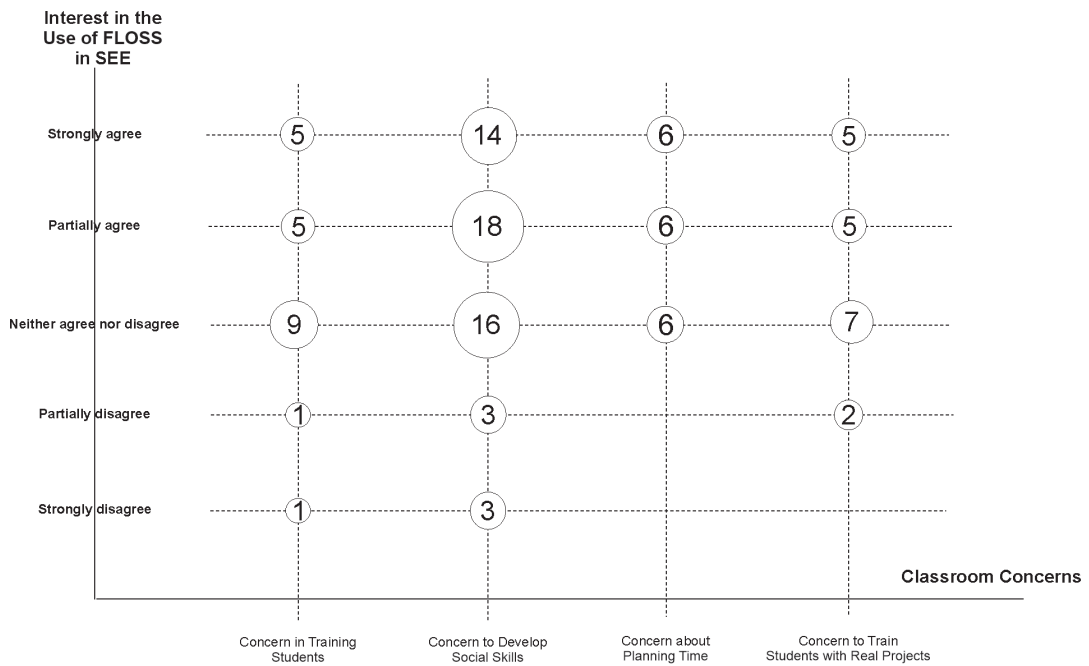 Interest in the
Use of FLOSS
in SEE
Strongly agree
5 14 6 5
Partially agree
5 18 6 5
Neither agree nor disagree
9 16 6 7
Partially disagree
1 3 2
Strongly disagree
1 3
Classroom Concerns
Concern in Training
Students
Concern to Develop
Social Skills
Concern about
Planning Time
Concern to Train
Students with Real Projects